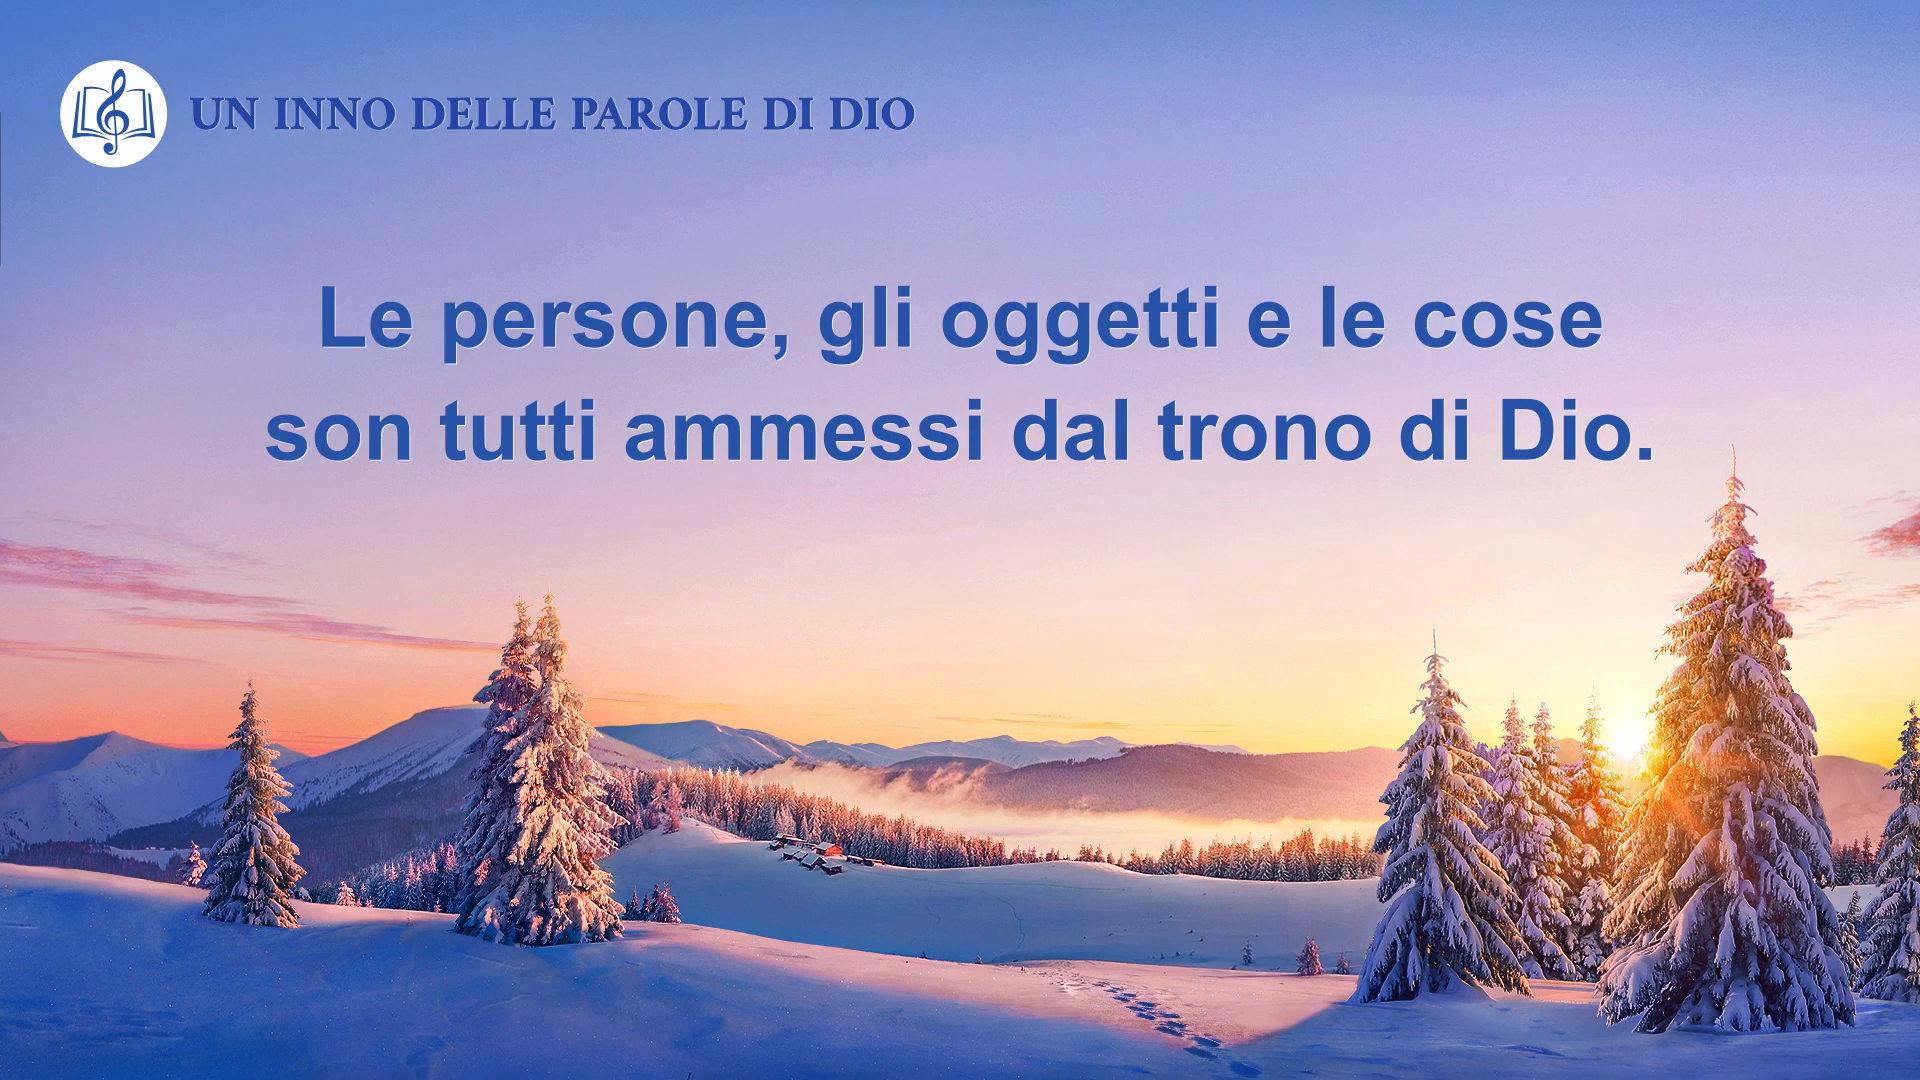 UN INNO DELLE PAROLE DI DIO
Le persone, gli oggetti e le cose
son tutti ammessi dal trono di Dio.